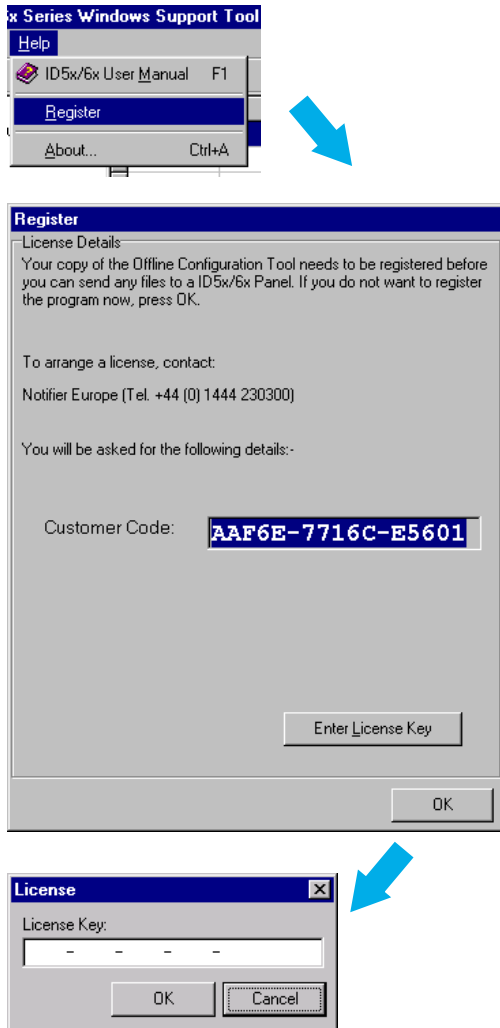 x Series Windows Support Tool
Help
ID5x/6x User Manual F1
Register
About... Ctrl+A
Register
License Details
Your copy of the Offline Configuration Tool needs to be registered before
you can send any files to a ID5x/6x Panel. If you do not want to register
the program now, press OK.
To arrange a license, contact:
Notifier Europe (Tel. +44 (0) 1444 230300)
You will be asked for the following details:-
Customer Code: AAF6E-7716C-E5601
Enter License Key
OK
License
License Key:
- - - -
OK Cancel